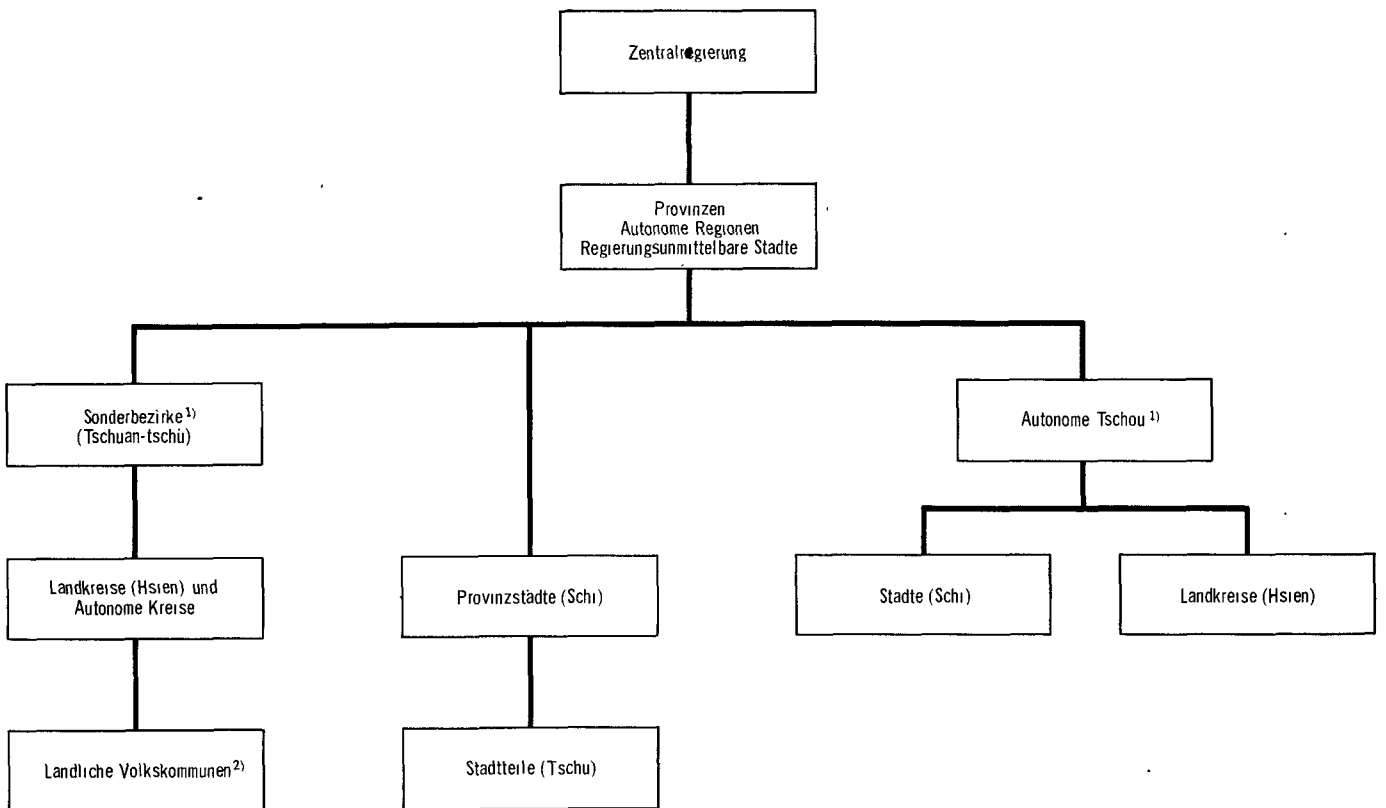 Zentralregierung
Provinzen
Autonome Regionen
Regierungsunmittelbare Stadte
Sonderbezirke 1)
(Tschuan-tschü)
Autonome Tschou 1)
Landkreise (Hsien) und
Autonome Kreise
Provinzstädte (Schi)
Stadte (Schi)
Landkreise (Hsien)
Landliche Volkskommunen 2)
Stadtteile (Tschu)